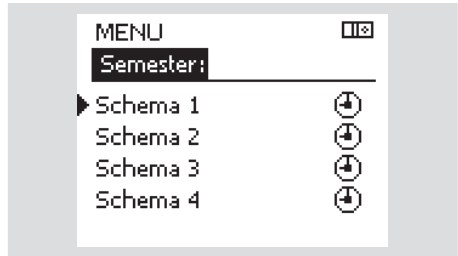 MENU
Semester:
Schema 1
Schema 2
Schema 3
Schema 4